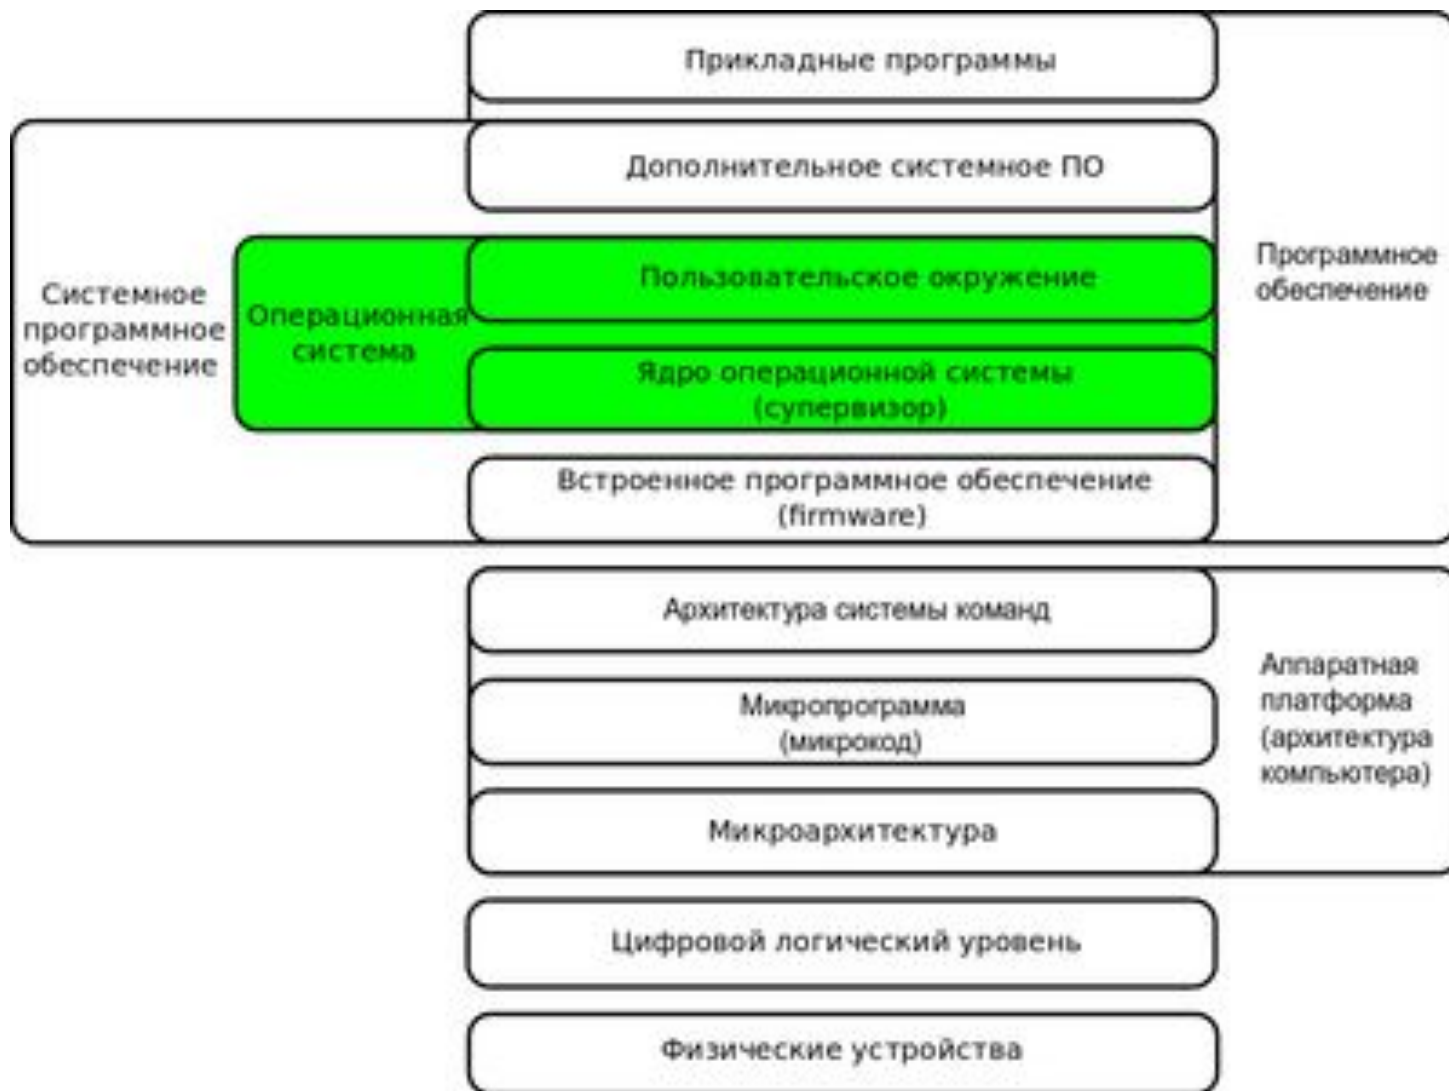 Прикладные программы
Дополнительное системное ПО
Пользовательское окружение
Ядро операционной системы
(супервизор)
Встроенное программное обеспечение
(firmware)
Системное
программное
обеспечение
Операционная
система
Программное
обеспечение
Архитектура системы команд
Микропрограмма
(микрокод)
Микроархитектура
Аппаратная
платформа
(архитектура
компьютера)
Цифровой логический уровень
Физические устройства